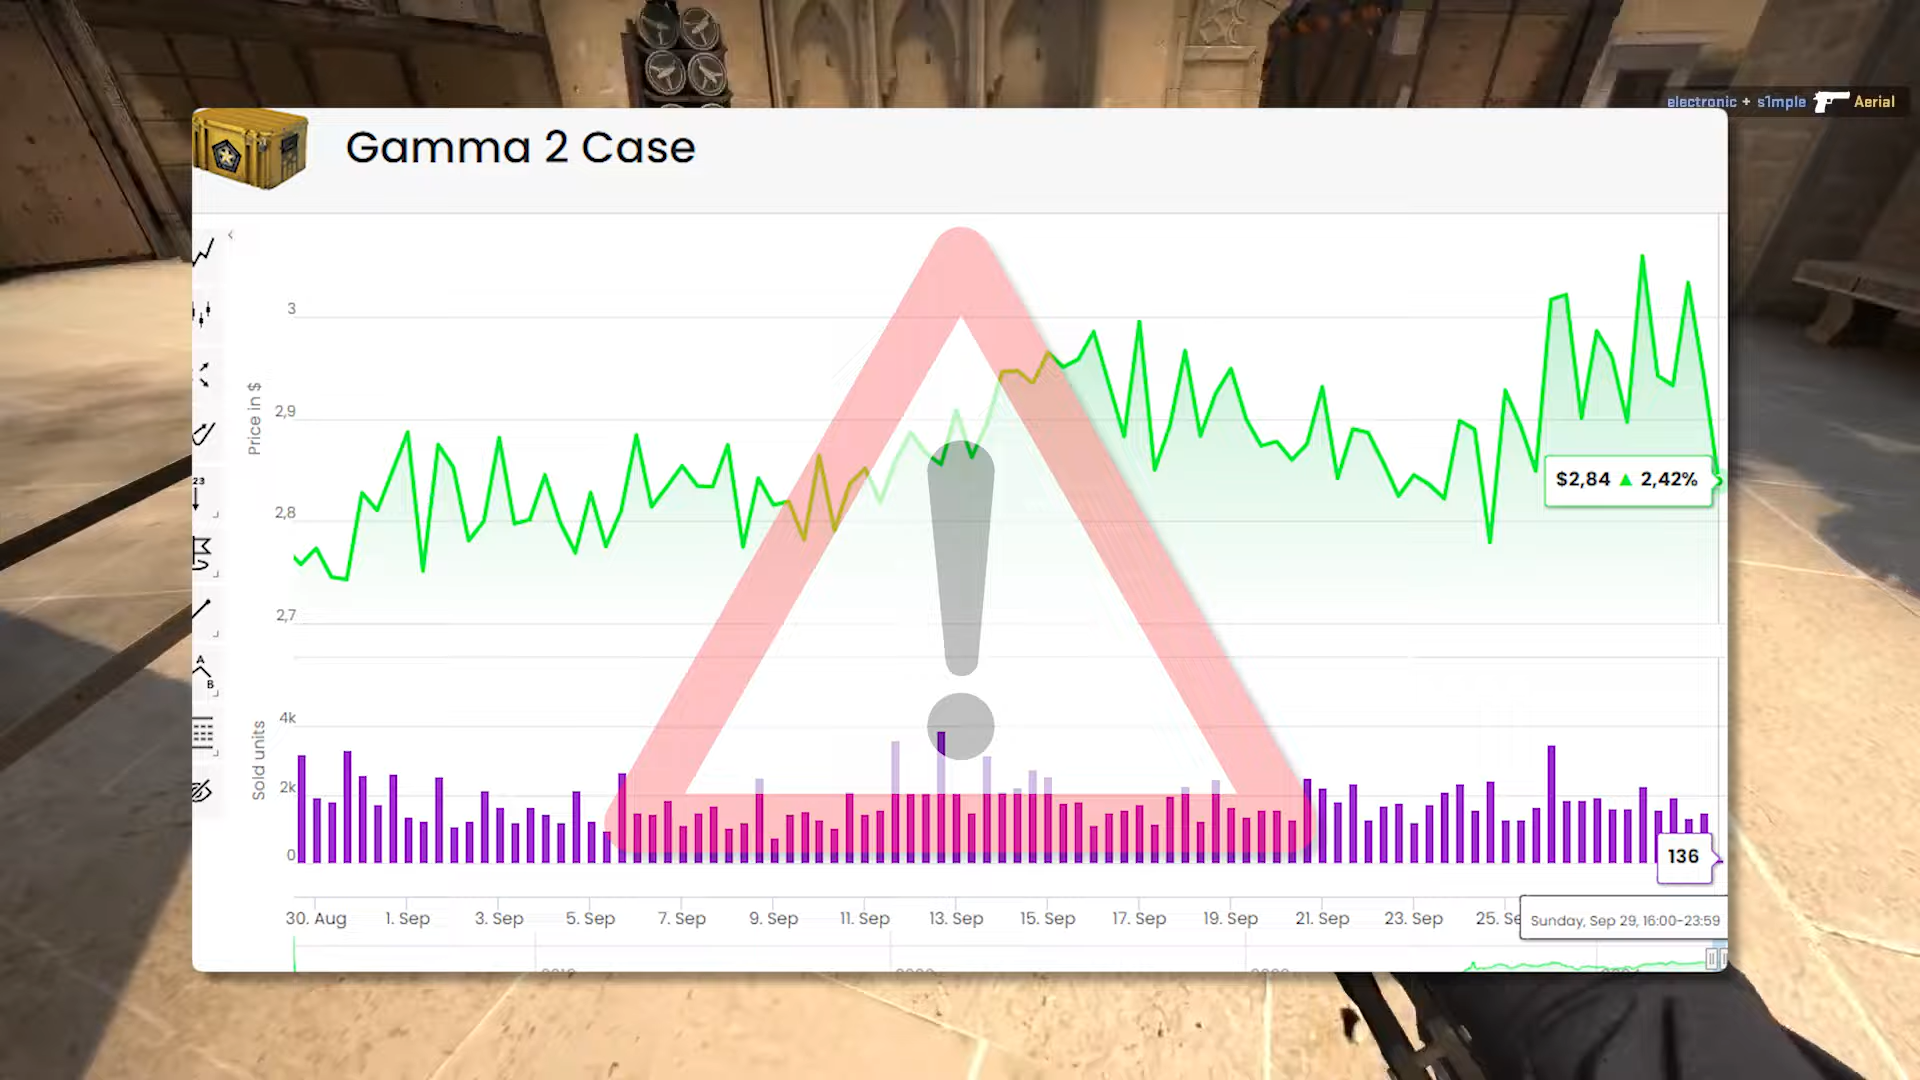 electronic + s1mple Aerial
Gamma 2 Case
3
2,9
2,8
2,7
Price in $
$2,84 ▲ 2,42%
4k
2k
0
Sold units
136
23
A
B
30. Aug 1. Sep 3. Sep 5. Sep 7. Sep 9. Sep 11. Sep 13. Sep 15. Sep 17. Sep 19. Sep 21. Sep 23. Sep 25. Se
Sunday, Sep 29, 16:00-23:59